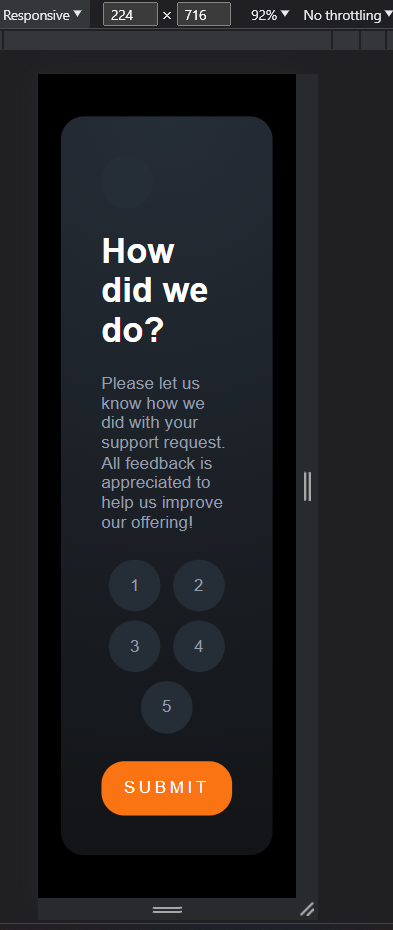 Responsive 224 × 716 92% No throttling
How
did we
do?
Please let us
know how we
did with your
support request.
All feedback is
appreciated to
help us improve
our offering!
1 2
3 4
5
SUBMIT